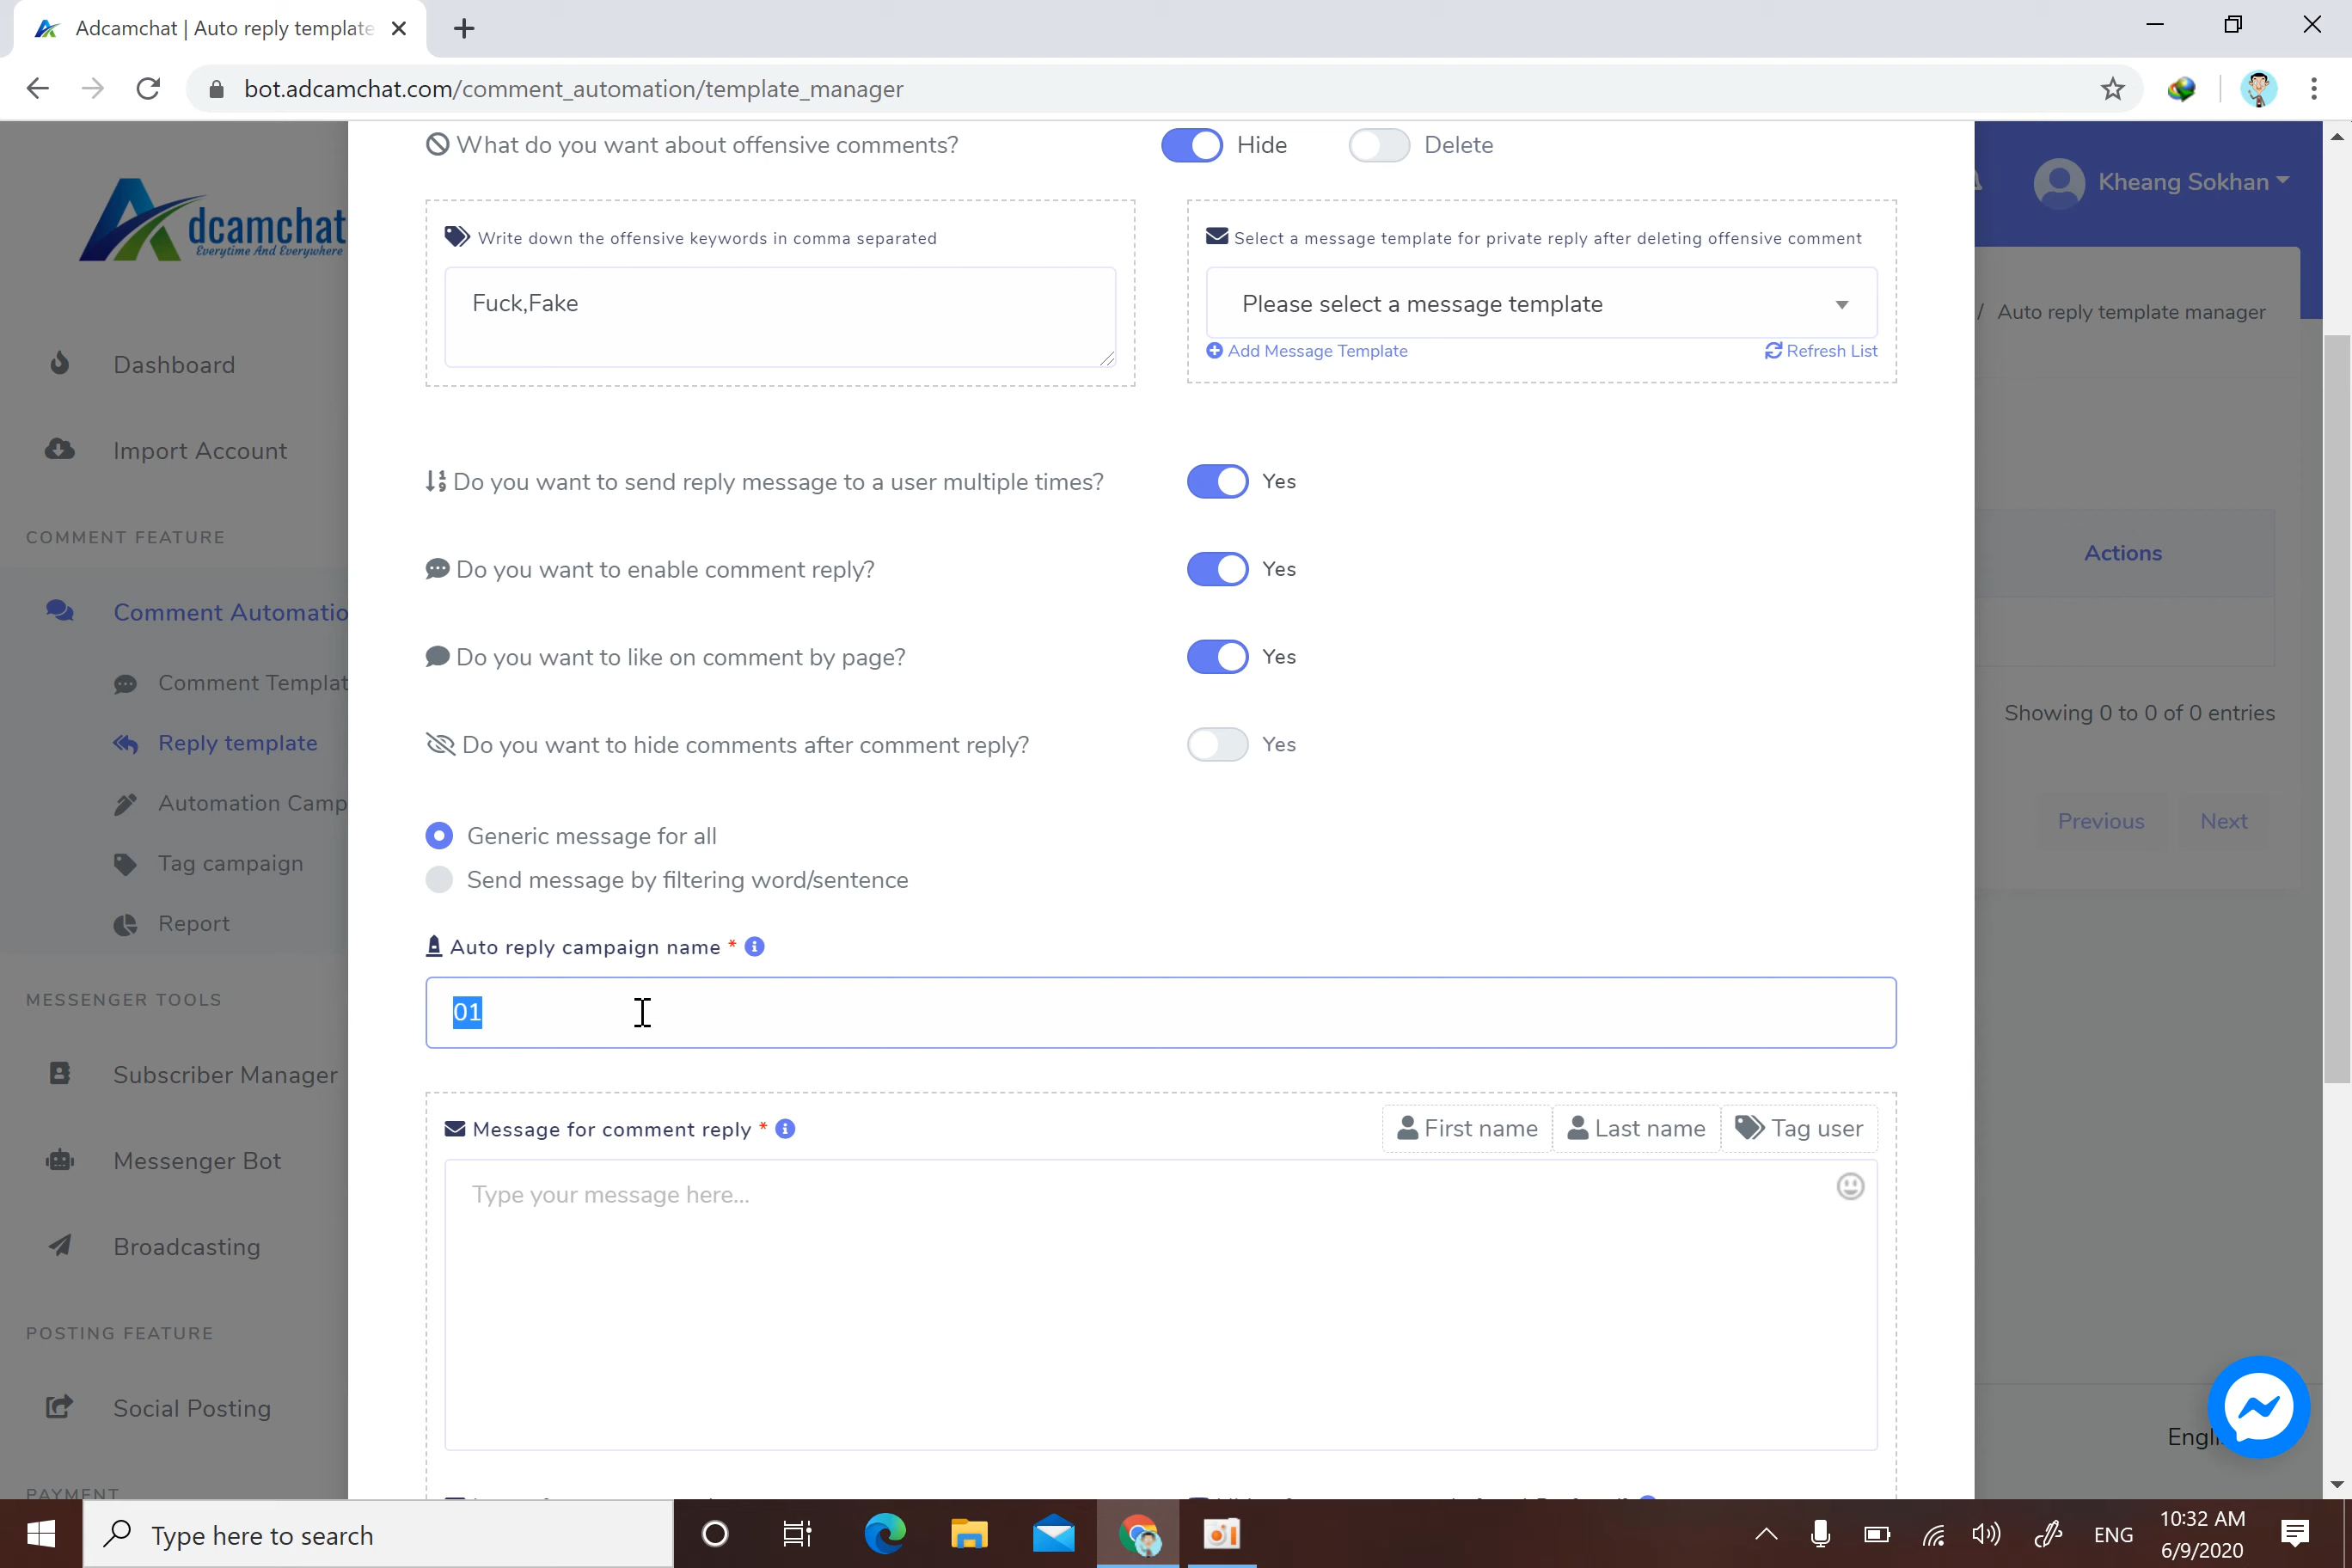 Adcamchat | Auto reply template
bot.adcamchat.com/comment_automation/template_manager
dcamchat
Everytime And Everywhere
Dashboard
Import Account
COMMENT FEATURE
Comment Automatio
Comment Templat
Reply template
Automation Camp
Tag campaign
Report
MESSENGER TOOLS
Subscriber Manager
Messenger Bot
Broadcasting
POSTING FEATURE
Social Posting
PAYMENT
What do you want about offensive comments?
Hide
Delete
Write down the offensive keywords in comma separated
Fuck,Fake
Select a message template for private reply after deleting offensive comment
Please select a message template
Add Message Template
Refresh List
Do you want to send reply message to a user multiple times?
Yes
Do you want to enable comment reply?
Yes
Do you want to like on comment by page?
Yes
Do you want to hide comments after comment reply?
Yes
Generic message for all
Send message by filtering word/sentence
Auto reply campaign name *
01
Message for comment reply *
First name
Last name
Tag user
Type your message here...
Kheang Sokhan
/ Auto reply template manager
Actions
Showing 0 to 0 of 0 entries
Previous
Next
Engli
Type here to search
ENG
10:32 AM
6/9/2020